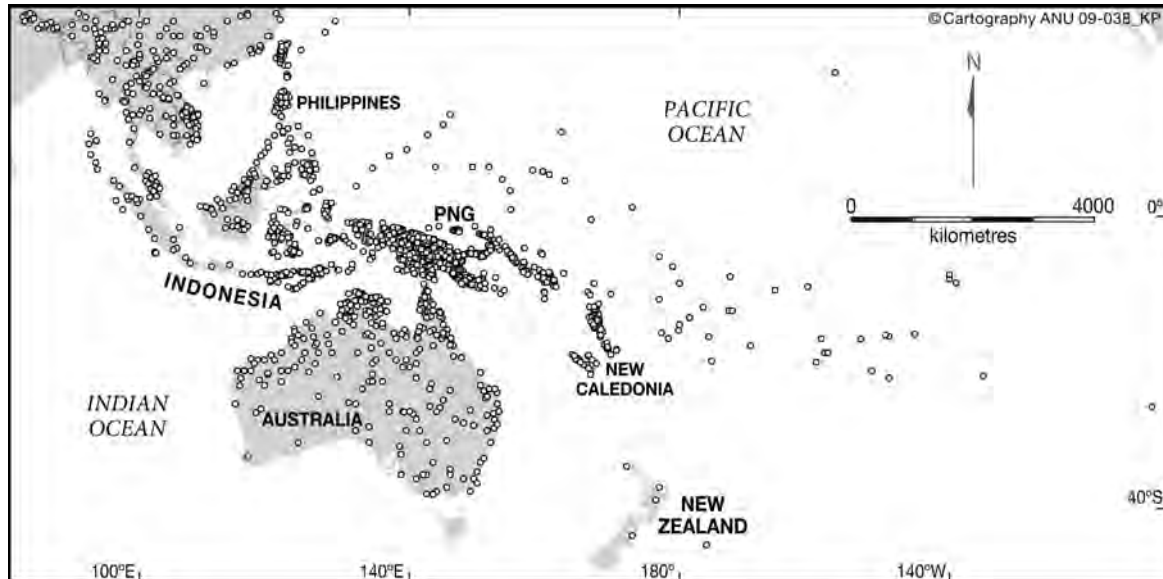 ©Cartography ANU 09-038_KP
N
PHILIPPINES
PACIFIC
OCEAN
PNG
0
4000
0°
kilometres
INDONESIA
NEW
CALEDONIA
INDIAN
OCEAN
AUSTRALIA
NEW
ZEALAND
40°S
100°E
140°E
180°
140°W